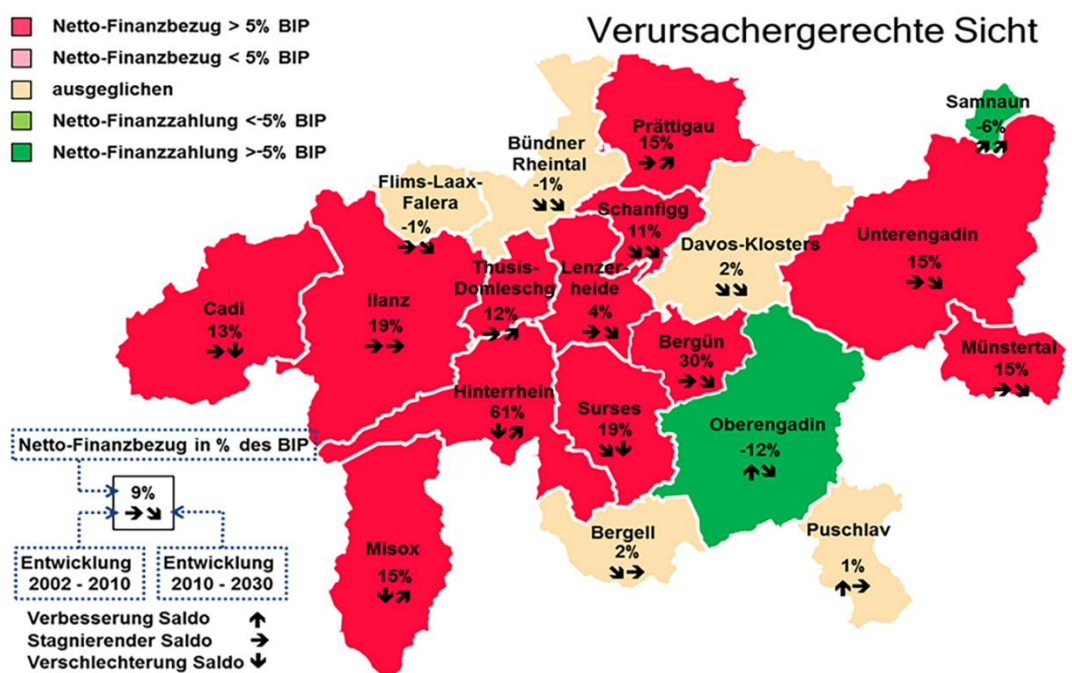 Verursachergerechte Sicht
Netto-Finanzbezug > 5% BIP
Netto-Finanzbezug < 5% BIP
ausgeglichen
Netto-Finanzzahlung <-5% BIP
Netto-Finanzzahlung >-5% BIP
Samnaun
-6%
↗↗
Prättigau
15%
→↗
Bündner
Rheintal
-1%
↘↘
Flims-Laax-
Falera
-1%
→↘
Schanfigg
11%
↘↘
Davos-Klosters
2%
↘↘
Unterengadin
15%
→↘
Thusis-
Domleschg
12%
→↗
Lenzer-
heide
4%
→↘
Cadi
13%
→↓
Ilanz
19%
→→
Bergün
30%
→↘
Münstertal
15%
→↘
Hinterrhein
61%
↓↗
Surses
19%
↘↓
Oberengadin
-12%
↑↘
Netto-Finanzbezug in % des BIP
9%
→↘
Entwicklung
2002 - 2010
Entwicklung
2010 - 2030
Misox
15%
↓↗
Bergell
2%
↘→
Puschlav
1%
↑→
Verbesserung Saldo ↑
Stagnierender Saldo →
Verschlechterung Saldo ↓